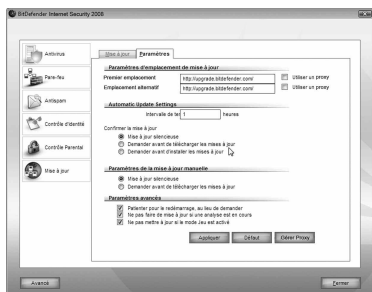 BitDefender Internet Security 2008
Antivirus
Pare-feu
Antispam
Contrôle d'identité
Contrôle Parental
Mise à jour
Mise à jour
Paramètres
Paramètres d'emplacement de mise à jour
Premier emplacement http://upgrade.bitdefender.com/ Utiliser un proxy
Emplacement alternatif http://upgrade.bitdefender.com/ Utiliser un proxy
Automatic Update Settings
Intervalle de te 1 heures
Confirmer la mise à jour
Mise à jour silencieuse
Demander avant de télécharger les mises à jour
Demander avant d'instaler les mises à jour
Paramètres de la mise à jour manuelle
Mise à jour silencieuse
Demander avant de télécharger les mises à jour
Paramètres avancés
Patienter pour le redémarrage, au lieu de demander
Ne pas faire de mise à jour si une analyse est en cours
Ne pas mettre à jour si le mode Jeu est activé
Appliquer Défaut Gérer Proxy
Avancé
Fermer